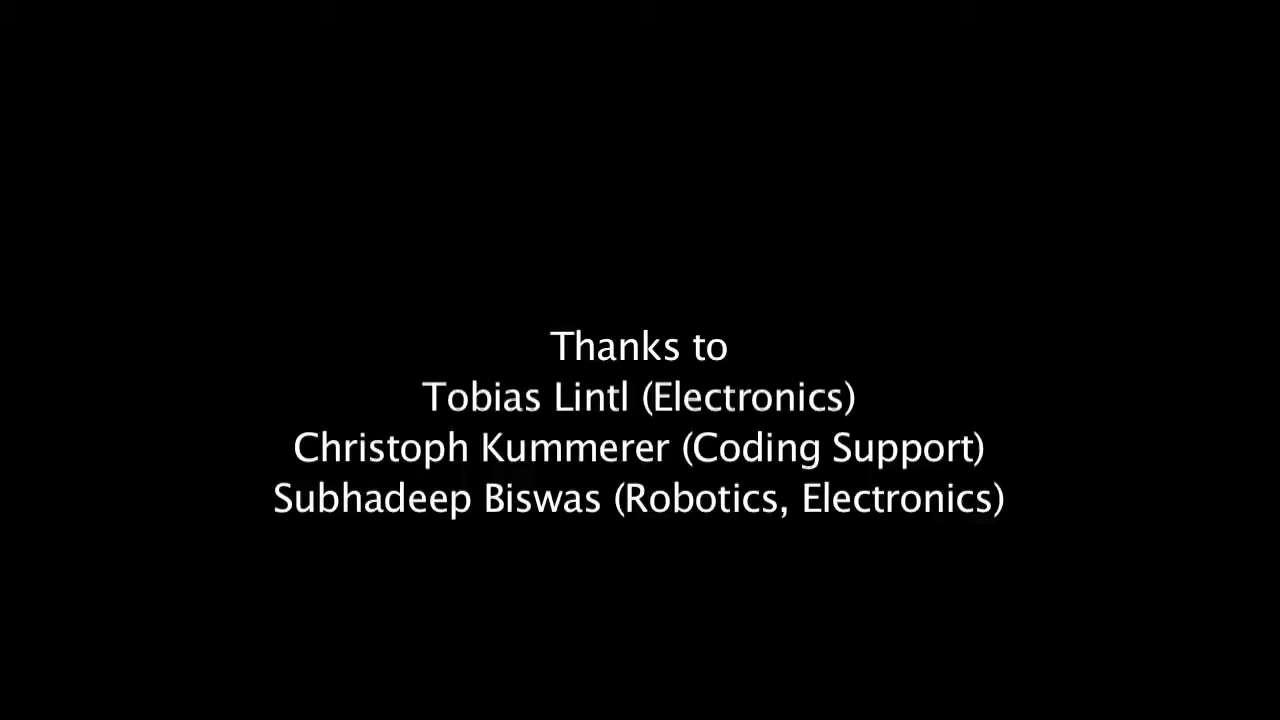 Thanks to
Tobias Lintl (Electronics)
Christoph Kummerer (Coding Support)
Subhadeep Biswas (Robotics, Electronics)